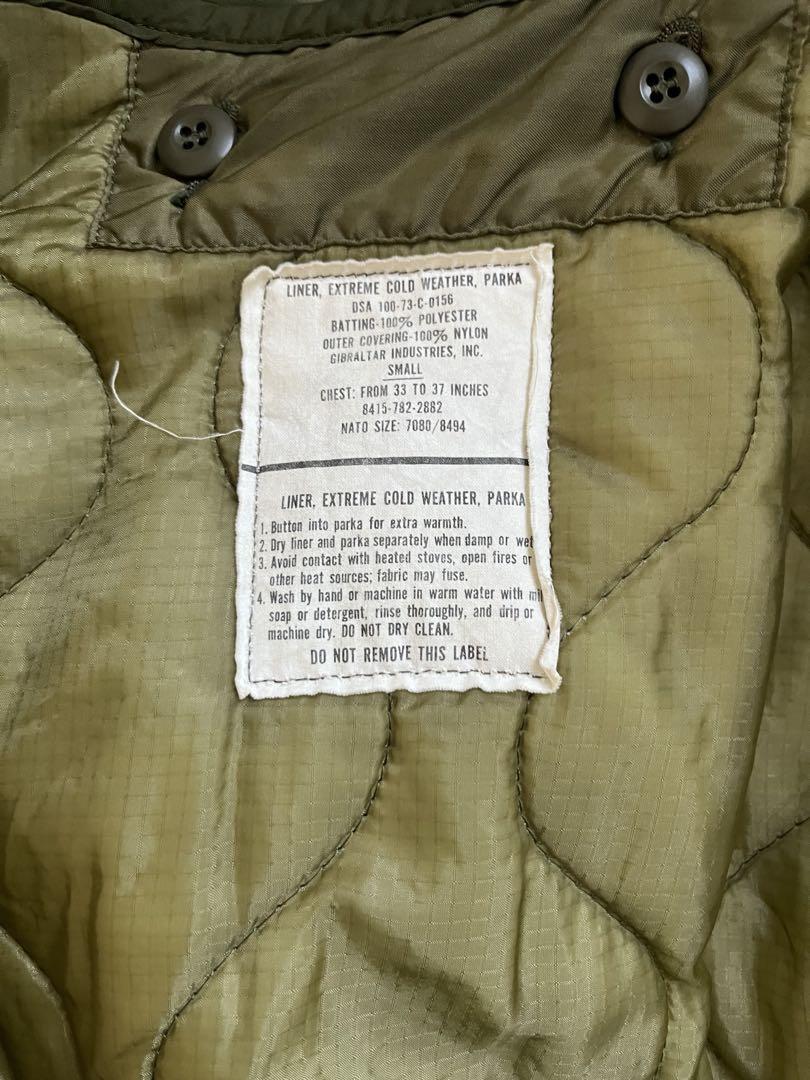 LINER, EXTREME COLD WEATHER, PARKA
DSA 100-73-C-0156
BATTING-100% POLYESTER
OUTER COVERING-100% NYLON
GIBRALTAR INDUSTRIES, INC.
SMALL
CHEST: FROM 33 TO 37 INCHES
8415-782-2882
NATO SIZE: 7080/8494
LINER, EXTREME COLD WEATHER, PARKA
1. Button into parka for extra warmth.
2. Dry liner and parka separately when damp or wet
3. Avoid contact with heated stoves, open fires or
other heat sources; fabric may fuse.
4. Wash by hand or machine in warm water with
soap or detergent, rinse thoroughly, and drip or
machine dry. DO NOT DRY CLEAN.
DO NOT REMOVE THIS LABEL